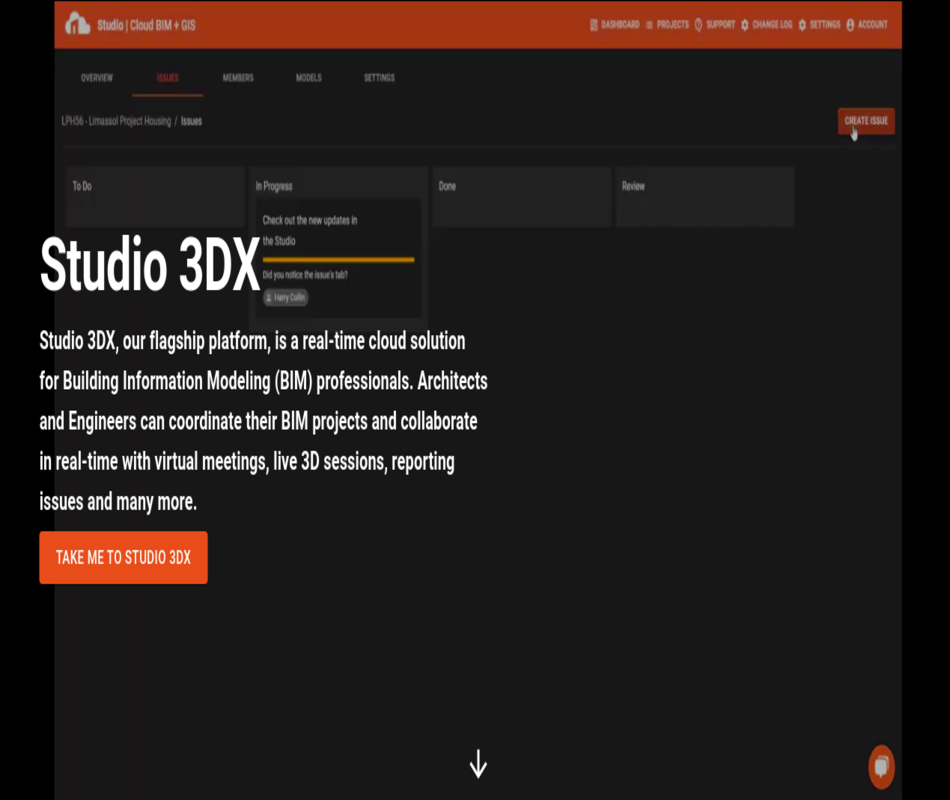 Studio | Cloud BIM + GIS
DASHBOARD PROJECTS SUPPORT CHANGE LOG SETTINGS ACCOUNT
OVERVIEW ISSUES MEMBERS MODELS SETTINGS
LPH56 - Limassol Project Housing / Issues
CREATE ISSUE
To Do
In Progress
Done
Review
Check out the new updates in
the Studio
Did you notice the issue's tab?
Harry Collin
Studio 3DX
Studio 3DX, our flagship platform, is a real-time cloud solution
for Building Information Modeling (BIM) professionals. Architects
and Engineers can coordinate their BIM projects and collaborate
in real-time with virtual meetings, live 3D sessions, reporting
issues and many more.
TAKE ME TO STUDIO 3DX